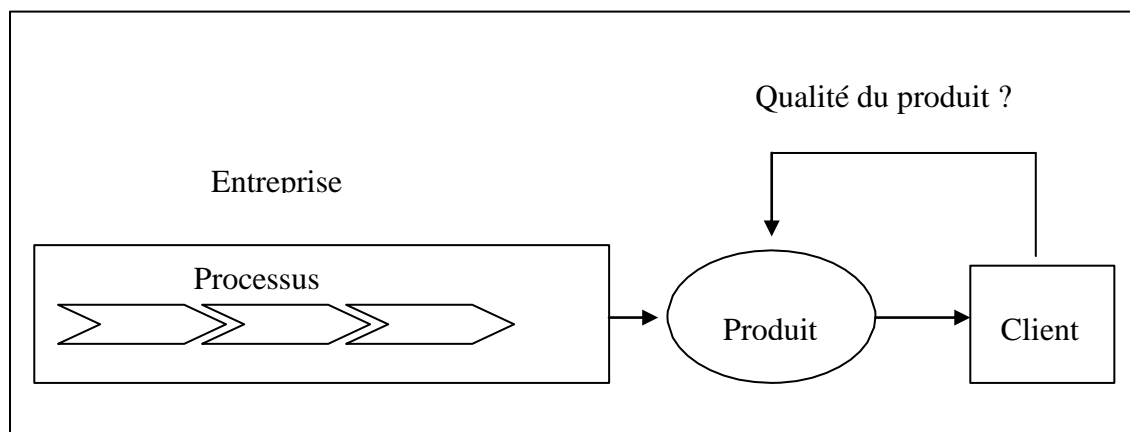 Qualité du produit ?
Entreprise
Processus
Produit
Client